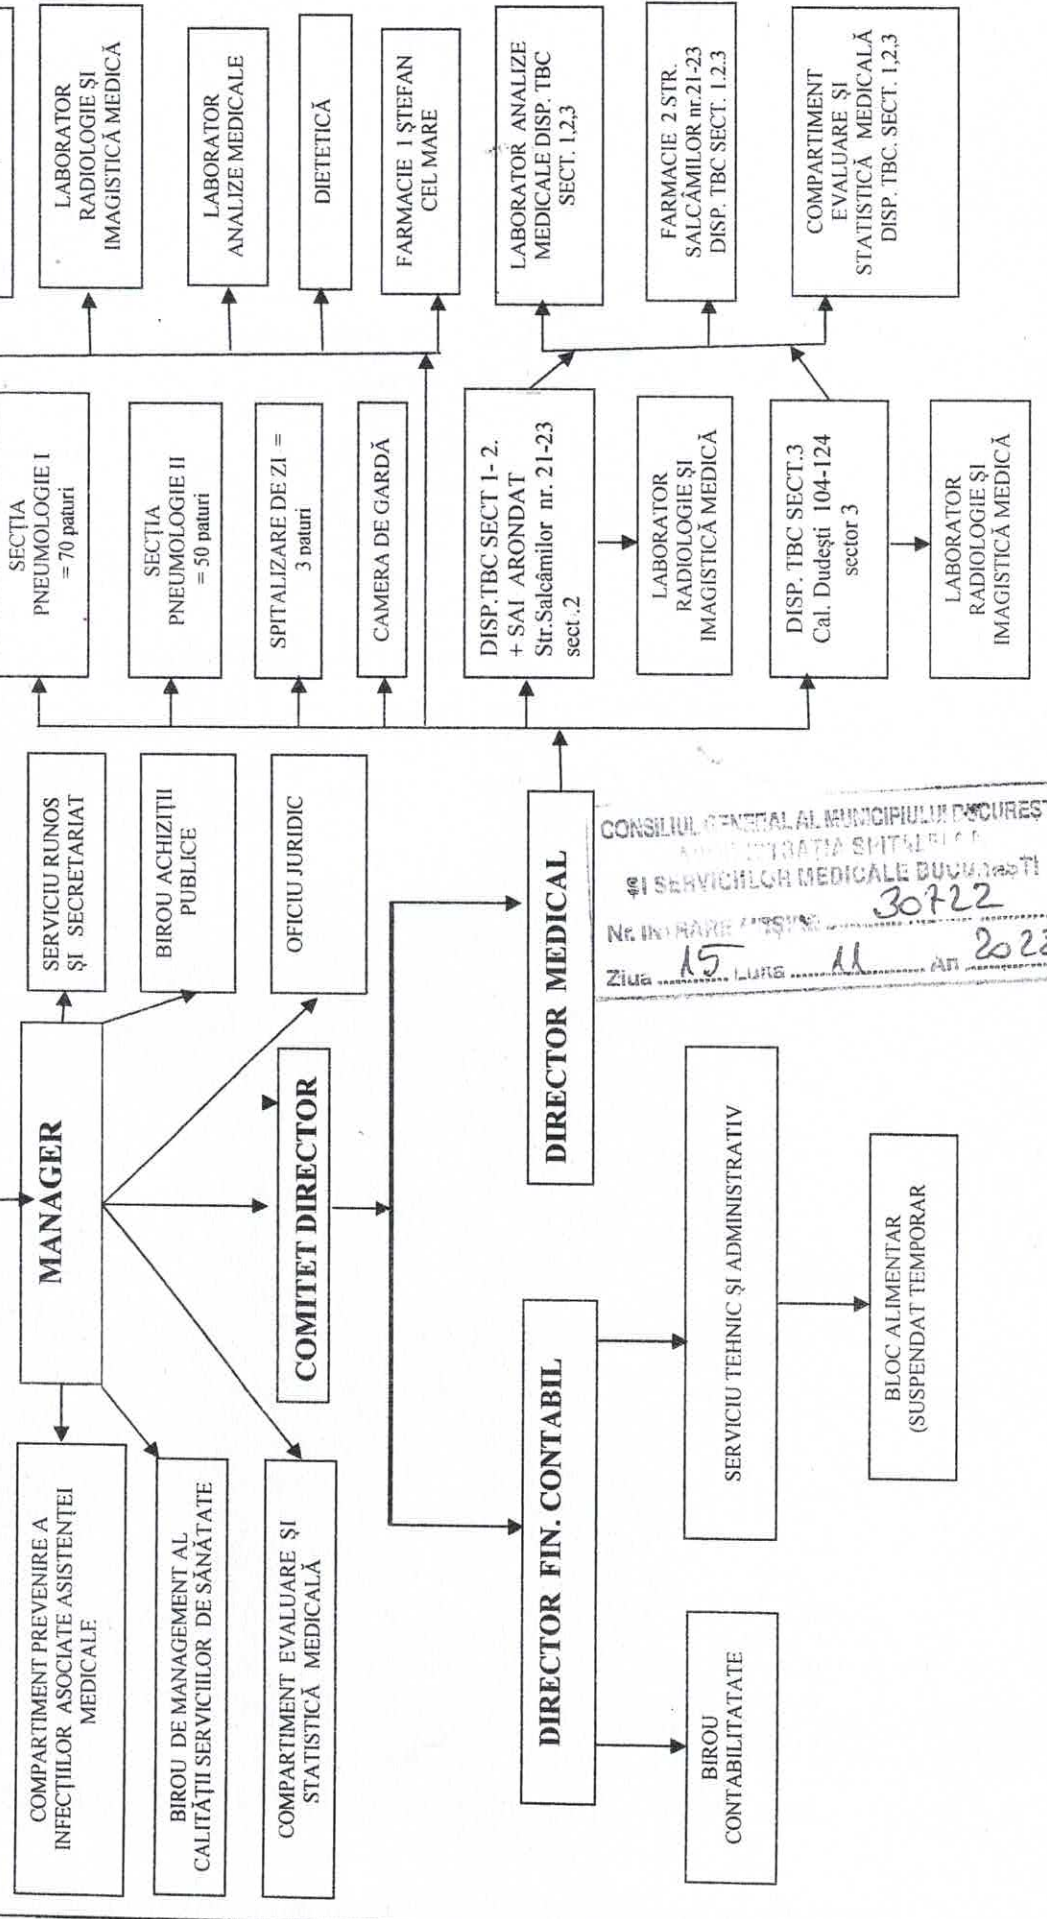 MANAGER
COMPARTIMENT PREVENIRE A
INFECȚIILOR ASOCIATE ASISTENȚEI
MEDICALE
BIROU DE MANAGEMENT AL
CALITĂȚII SERVICIILOR DE SĂNĂTATE
COMPARTIMENT EVALUARE ȘI
STATISTICĂ MEDICALĂ
SERVICIU RUNOS
ȘI SECRETARIAT
BIROU ACHIZIȚII
PUBLICE
OFICIU JURIDIC
COMITET DIRECTOR
DIRECTOR FIN. CONTABIL
BIROU
CONTABILITATE
SERVICIU TEHNIC ȘI ADMINISTRATIV
BLOC ALIMENTAR
(SUSPENDAT TEMPORAR
DIRECTOR MEDICAL
SECȚIA
PNEUMOLOGIE I
= 70 paturi
SECȚIA
PNEUMOLOGIE II
= 50 paturi
SPITALIZARE DE ZI =
3 paturi
CAMERA DE GARDĂ
DISP.TBC SECT 1- 2.
+ SAI ARONDAT
Str.Salcâmilor nr. 21-23
sect .2
LABORATOR
RADIOLOGIE ȘI
IMAGISTICĂ MEDICĂ
DISP. TBC SECT.3
Cal. Dudești 104-124
sector 3
LABORATOR
RADIOLOGIE ȘI
IMAGISTICĂ MEDICĂ
LABORATOR
RADIOLOGIE ȘI
IMAGISTICĂ MEDICĂ
LABORATOR
ANALIZE MEDICALE
DIETETICĂ
FARMACIE 1 ȘTEFAN
CEL MARE
LABORATOR ANALIZE
MEDICALE DISP. TBC
SECT. 1,2,3
FARMACIE 2 STR.
SALCÂMILOR nr.21-23
DISP. TBC SECT. 1.2.3
COMPARTIMENT
EVALUARE ȘI
STATISTICĂ MEDICALĂ
DISP. TBC. SECT. 1,2,3
CONSILIUL GENERAL AL MUNICIPIULUI BUCUREȘT
ȘI SERVICIILOR MEDICALE BUCUREȘTI
Nr. 30722
Ziua 15 Luna 11 An 202